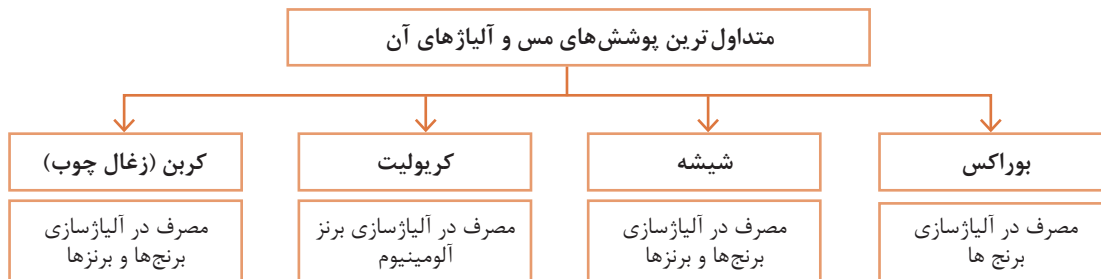 متداول‌ترین پوشش‌های مس و آلیاژهای آن
بوراکس
شیشه
کریولیت
کربن (زغال چوب)
مصرف در آلیاژسازی
برنج ها
مصرف در آلیاژسازی
برنج‌ها و برنزها
مصرف در آلیاژسازی برنز
آلومینیوم
مصرف در آلیاژسازی
برنج‌ها و برنزها